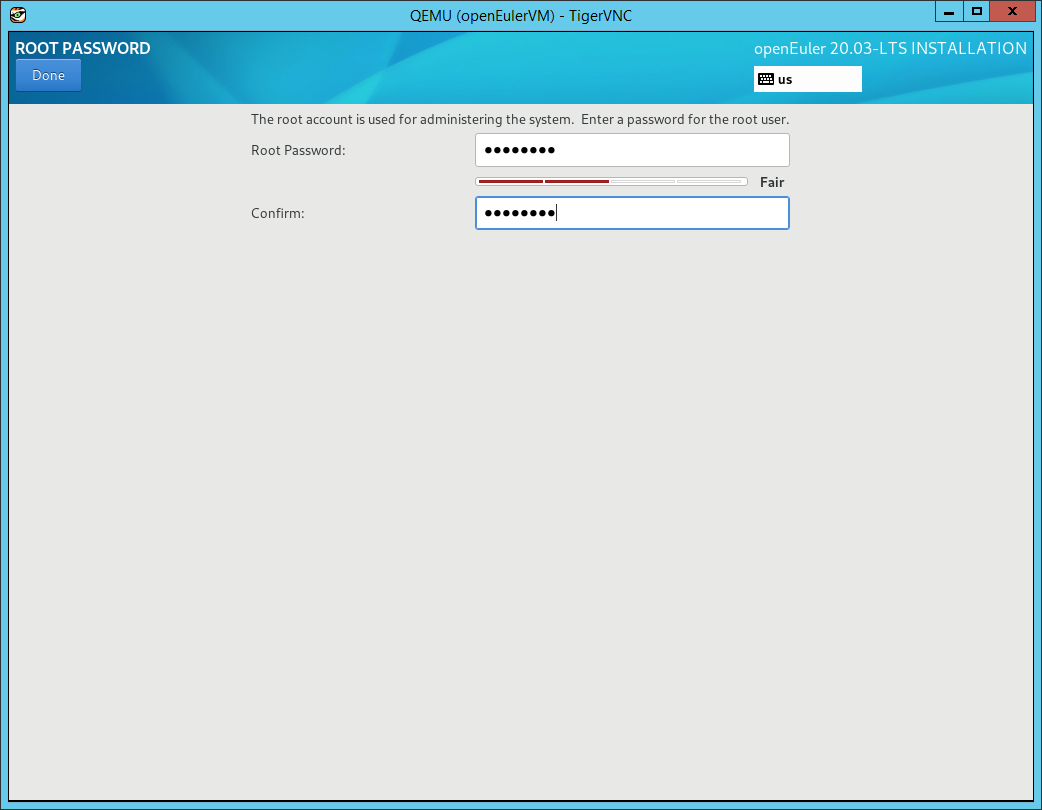 QEMU (openEulerVM) - TigerVNC
ROOT PASSWORD
openEuler 20.03-LTS INSTALLATION
Done
us
The root account is used for administering the system.  Enter a password for the root user.
Root Password:
●●●●●●●●
Fair
Confirm:
●●●●●●●●